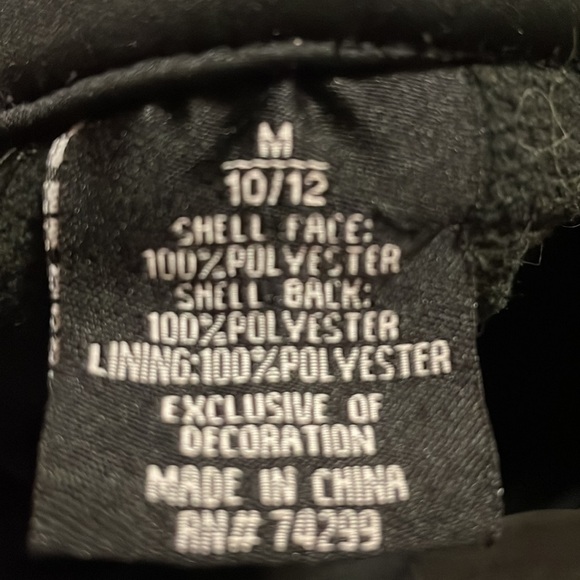 M
10/12
SHELL FACE:
100%POLYESTER
SHELL BACK:
100%POLYESTER
LINING:100%POLYESTER
EXCLUSIVE OF
DECORATION
MADE IN CHINA
RN# 74299